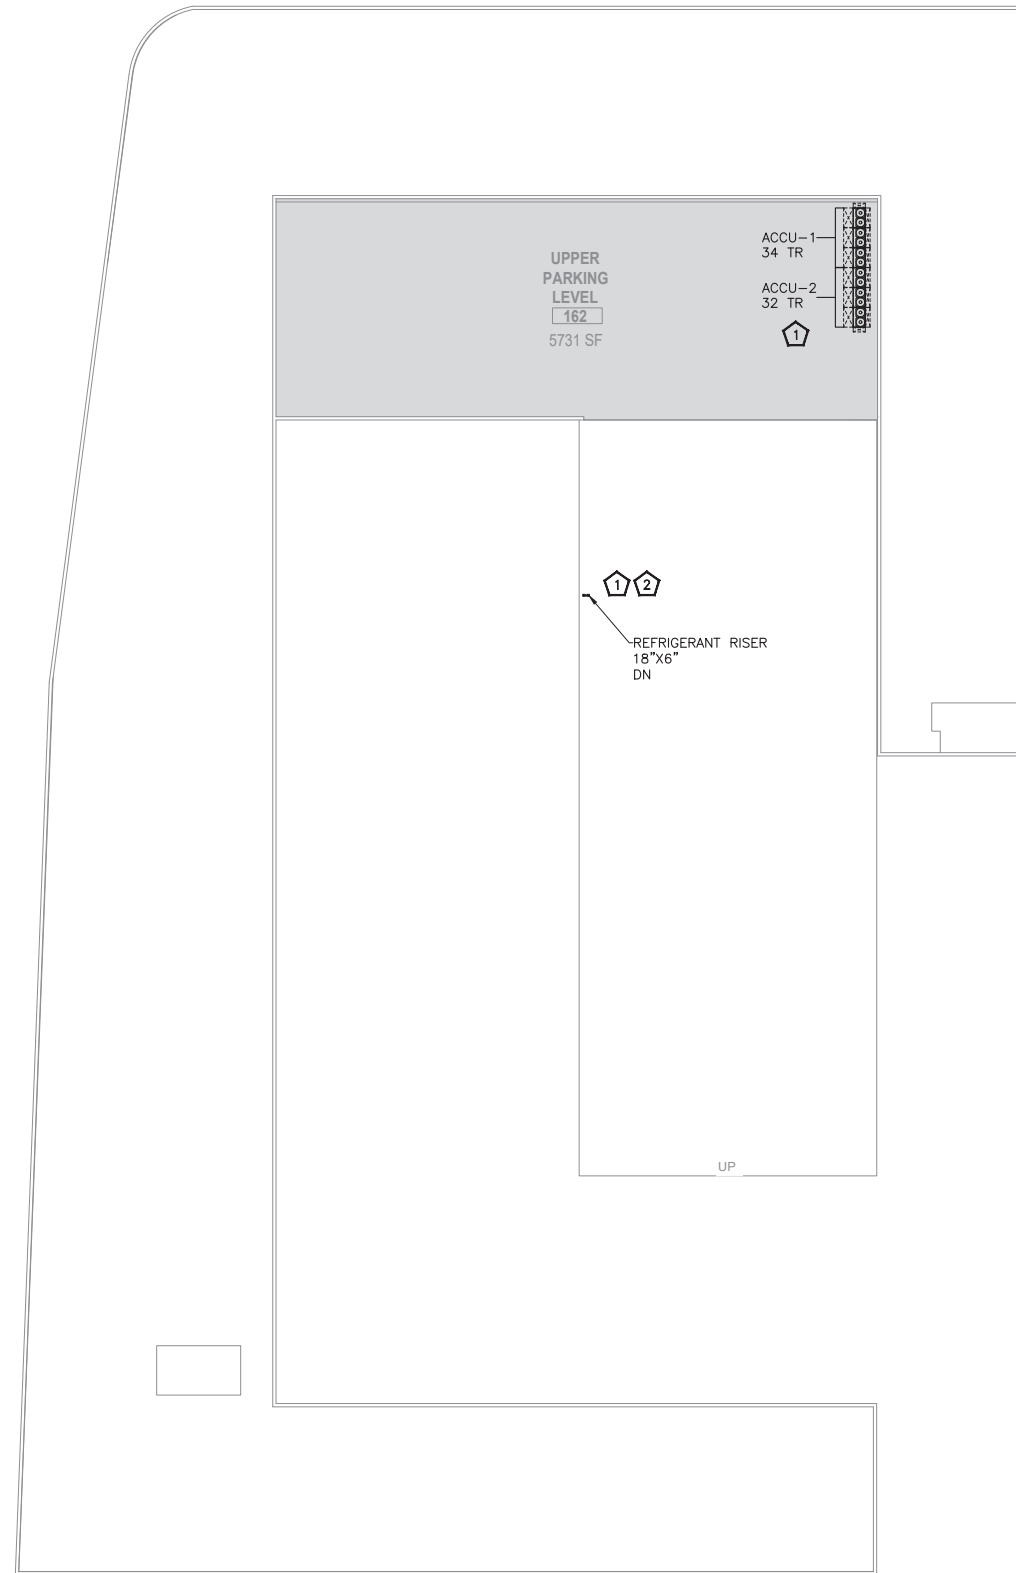 UPPER
PARKING
LEVEL
162
5731 SF
ACCU-1
34 TR
ACCU-2
32 TR
1
1 2
REFRIGERANT RISER
18"X6"
DN
UP